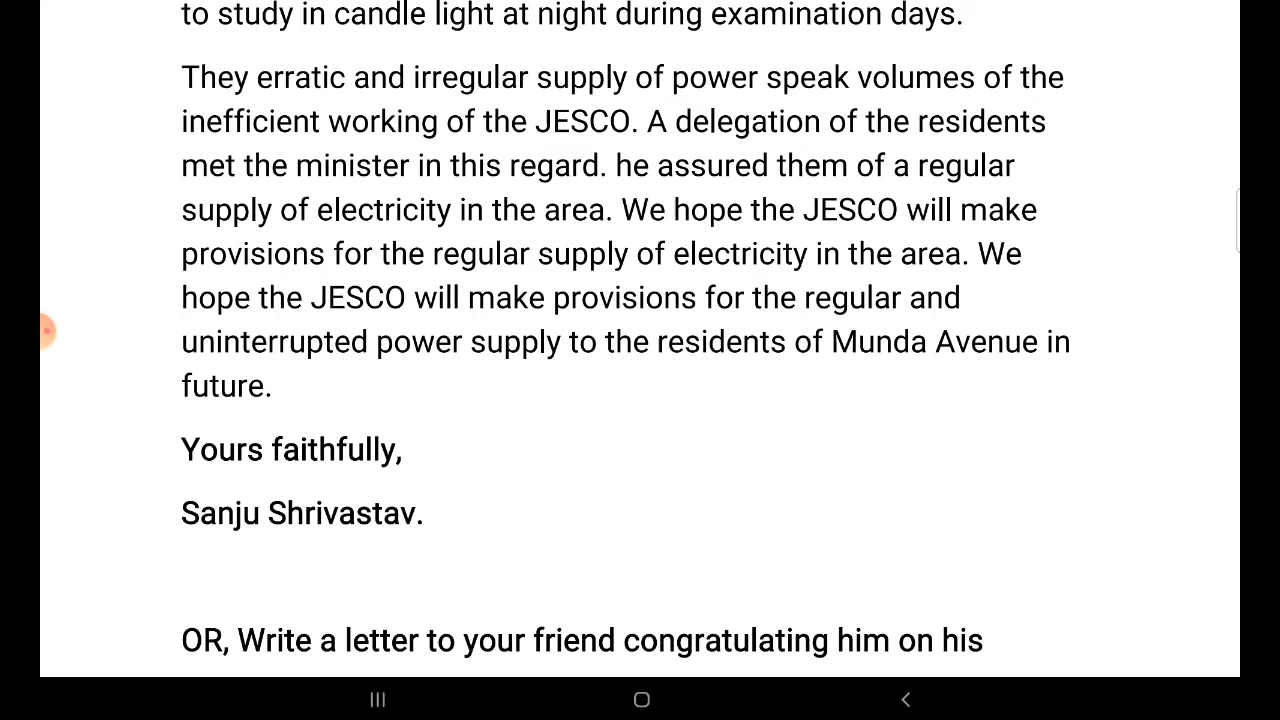 to study in candle light at night during examination days.
They erratic and irregular supply of power speak volumes of the
inefficient working of the JESCO. A delegation of the residents
met the minister in this regard. he assured them of a regular
supply of electricity in the area. We hope the JESCO will make
provisions for the regular supply of electricity in the area. We
hope the JESCO will make provisions for the regular and
uninterrupted power supply to the residents of Munda Avenue in
future.
Yours faithfully,
Sanju Shrivastav.
OR, Write a letter to your friend congratulating him on his